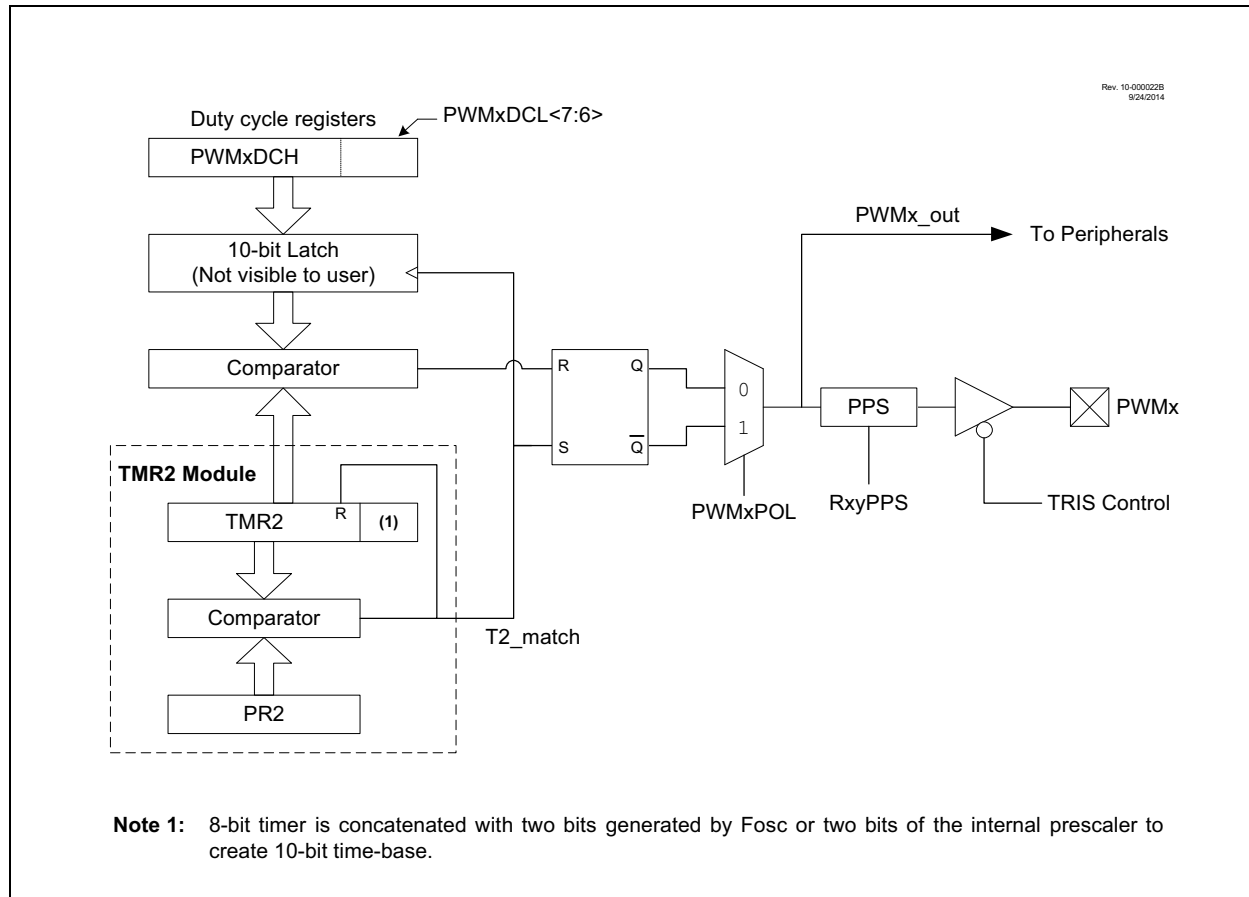 Rev. 10-000022B
9/24/2014
Duty cycle registers
PWMxDCL<7:6>
PWMxDCH
10-bit Latch
(Not visible to user)
Comparator
TMR2 Module
TMR2
R
(1)
Comparator
T2_match
PR2
R
Q
S
Q̅
0
1
PWMxPOL
PWMx_out
To Peripherals
PPS
RxyPPS
PWMx
TRIS Control
Note 1: 8-bit timer is concatenated with two bits generated by Fosc or two bits of the internal prescaler to
create 10-bit time-base.